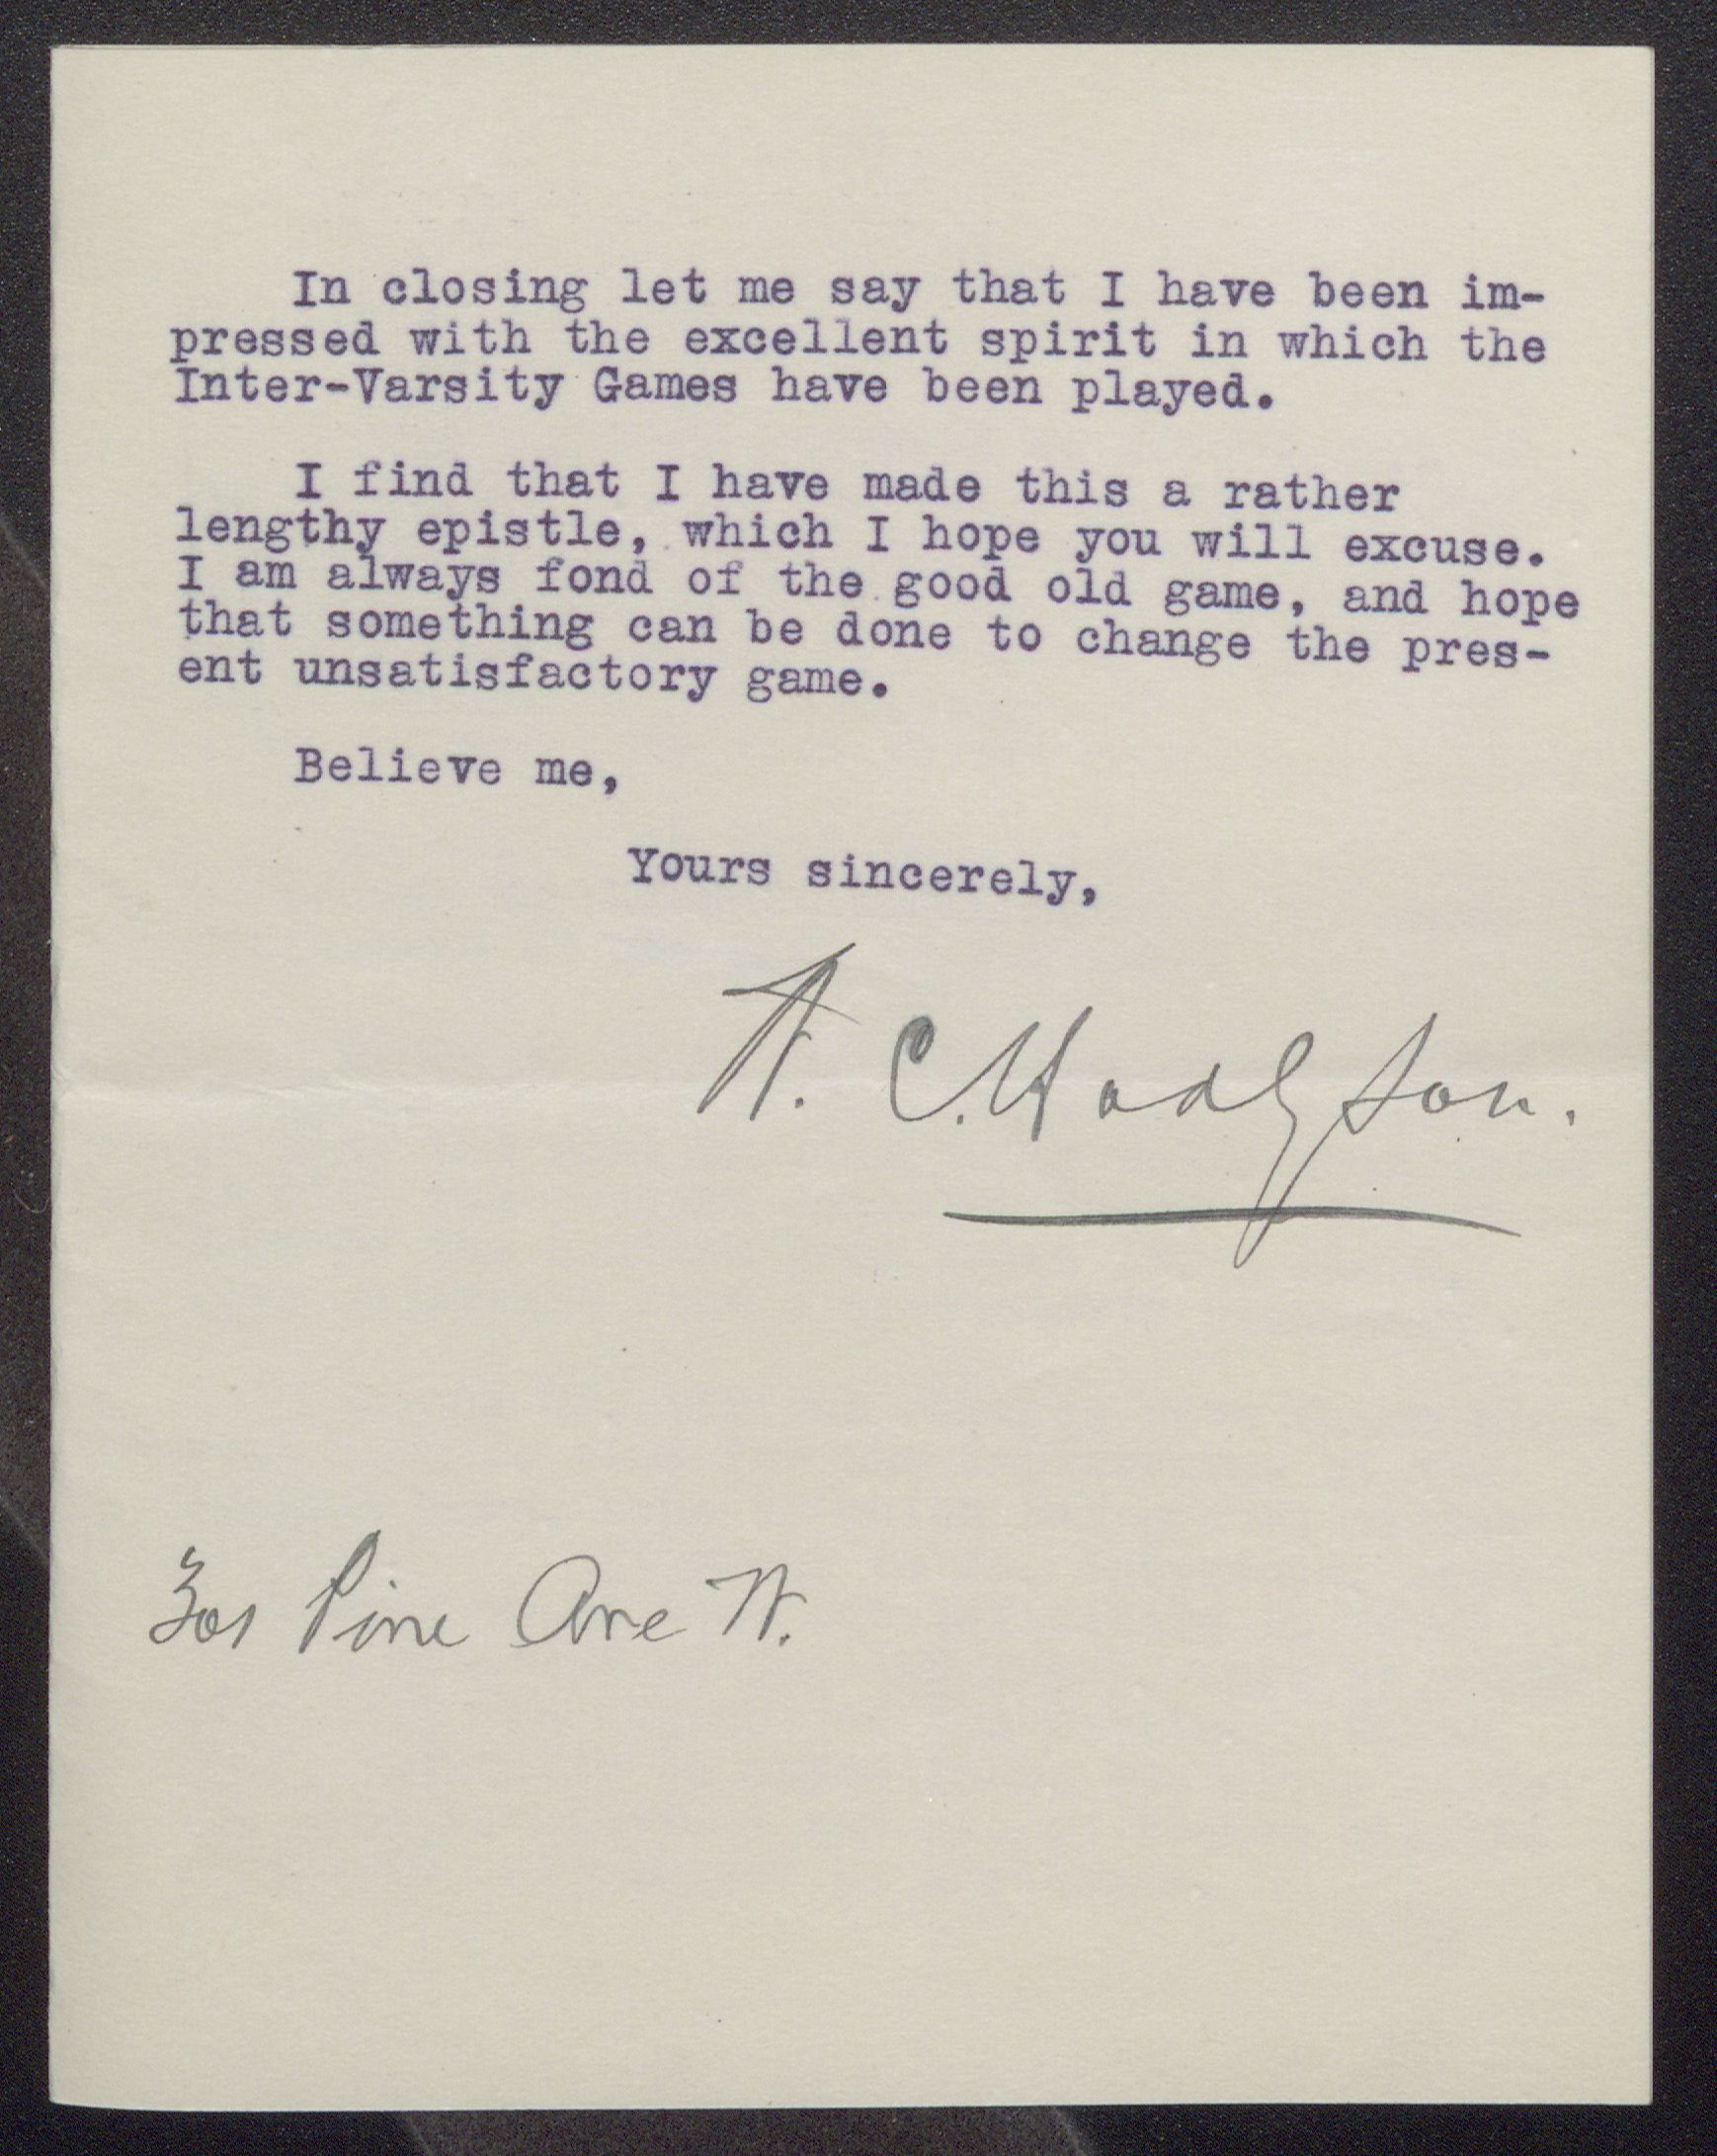 In closing let me say that I have been im-
pressed with the excellent spirit in which the
Inter-Varsity Games have been played.
I find that I have made this a rather
lengthy epistle, which I hope you will excuse.
I am always fond of the good old game, and hope
that something can be done to change the pres-
ent unsatisfactory game.
Believe me,
Yours sincerely,
W. C. Hodgson.
301 Pine Ave W.